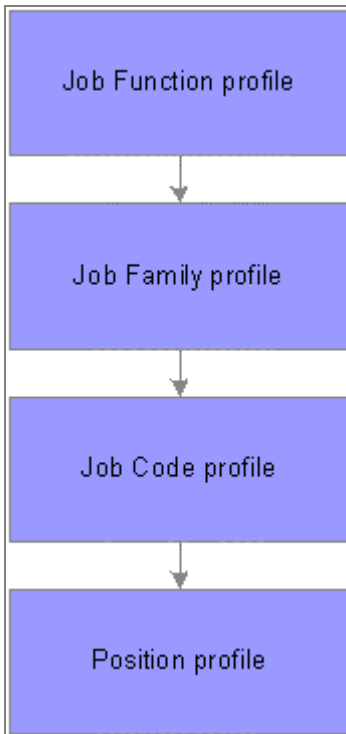 Job Function profile
Job Family profile
Job Code profile
Position profile